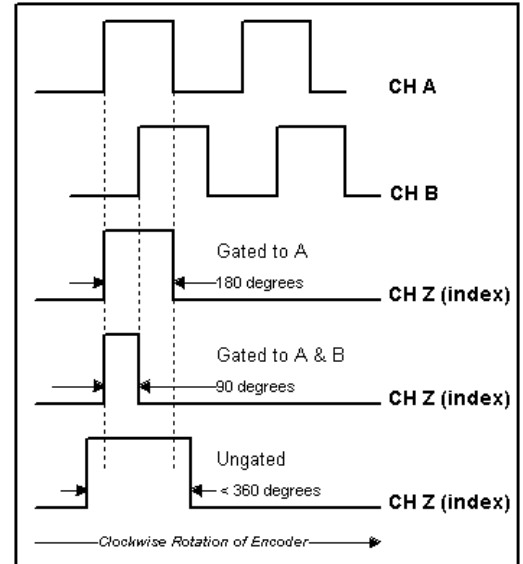 CH A
CH B
Gated to A
180 degrees
CH Z (index)
Gated to A & B
90 degrees
CH Z (index)
Ungated
< 360 degrees
CH Z (index)
Clockwise Rotation of Encoder